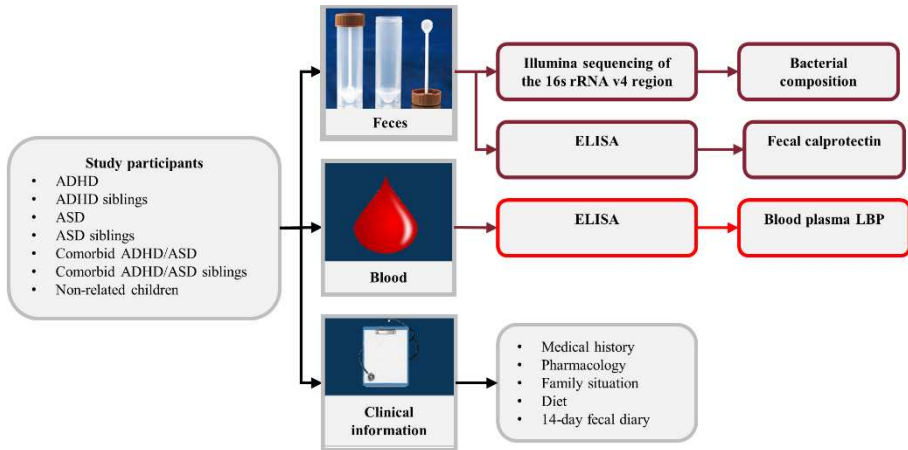 Study participants
• ADHD
• ADHD siblings
• ASD
• ASD siblings
• Comorbid ADHD/ASD
• Comorbid ADHD/ASD siblings
• Non-related children
Feces
Illumina sequencing of
the 16s rRNA v4 region
Bacterial
composition
ELISA
Fecal calprotectin
Blood
ELISA
Blood plasma LBP
Clinical
information
• Medical history
• Pharmacology
• Family situation
• Diet
• 14-day fecal diary